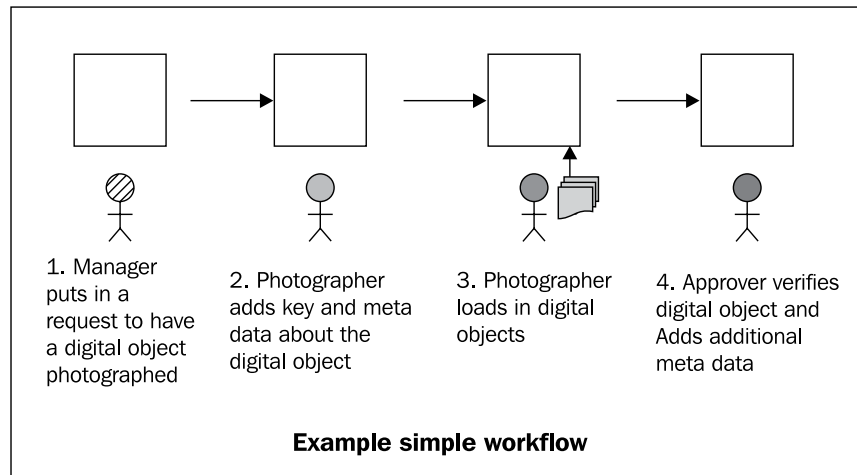 1. Manager
puts in a
request to have
a digital object
photographed
2. Photographer
adds key and meta
data about the
digital object
3. Photographer
loads in digital
objects
4. Approver verifies
digital object and
Adds additional
meta data
Example simple workflow